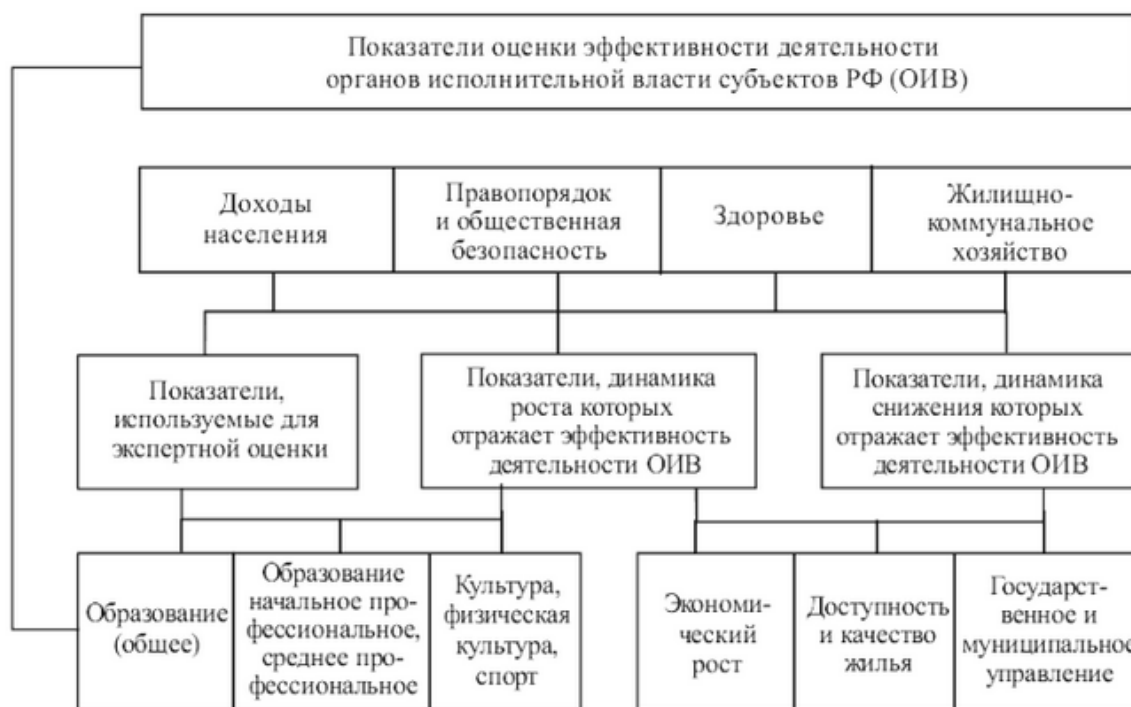 Показатели оценки эффективности деятельности
органов исполнительной власти субъектов РФ (ОИВ)
Доходы
населения
Правопорядок
и общественная
безопасность
Здоровье
Жилищно-
коммунальное
хозяйство
Показатели,
используемые для
экспертной оценки
Показатели, динамика
роста которых
отражает эффективность
деятельности ОИВ
Показатели, динамика
снижения которых
отражает эффективность
деятельности ОИВ
Образование
(общее)
Образование
начальное про-
фессиональное,
среднее про-
фессиональное
Культура,
физическая
культура,
спорт
Экономи-
ческий
рост
Доступность
и качество
жилья
Государст-
венное и
муниципальное
управление